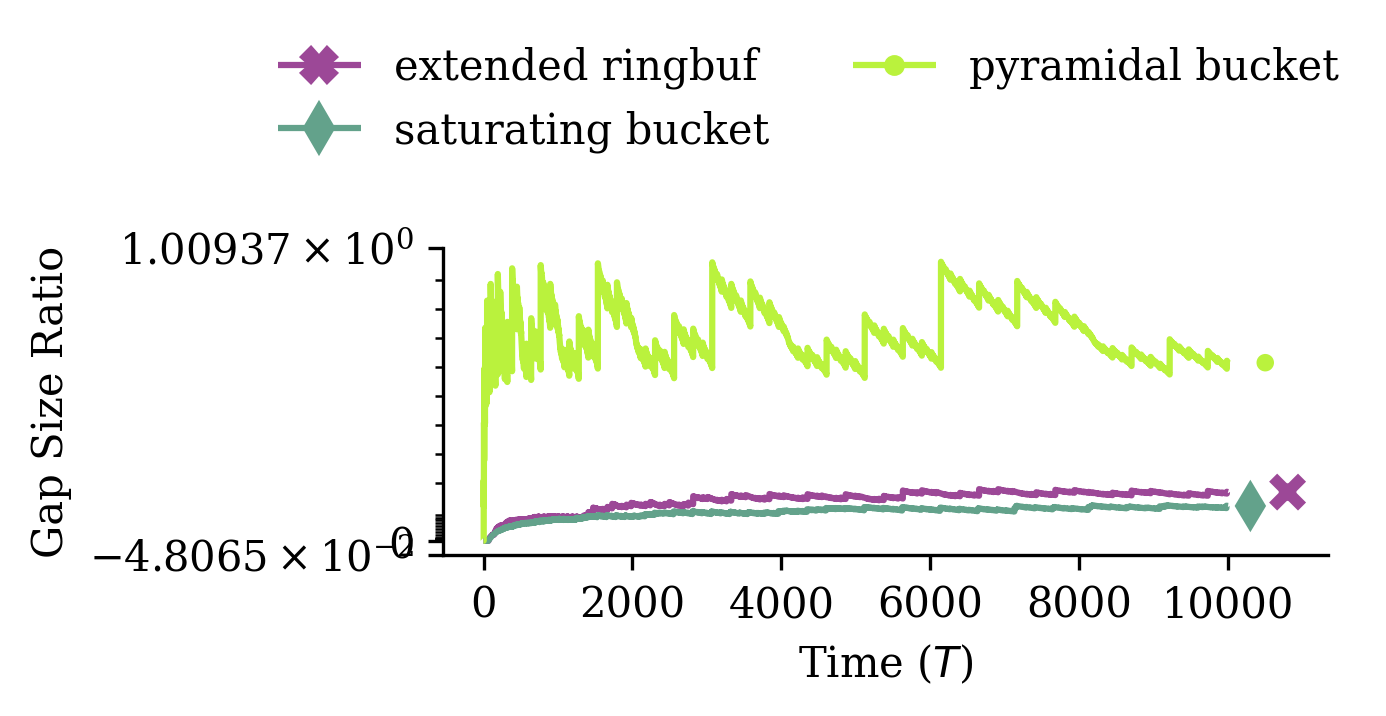 extended ringbuf
pyramidal bucket
saturating bucket
Gap Size Ratio
1.00937 × 10⁰
0
−4.8065 × 10⁻²
0 2000 4000 6000 8000 10000
Time (T)